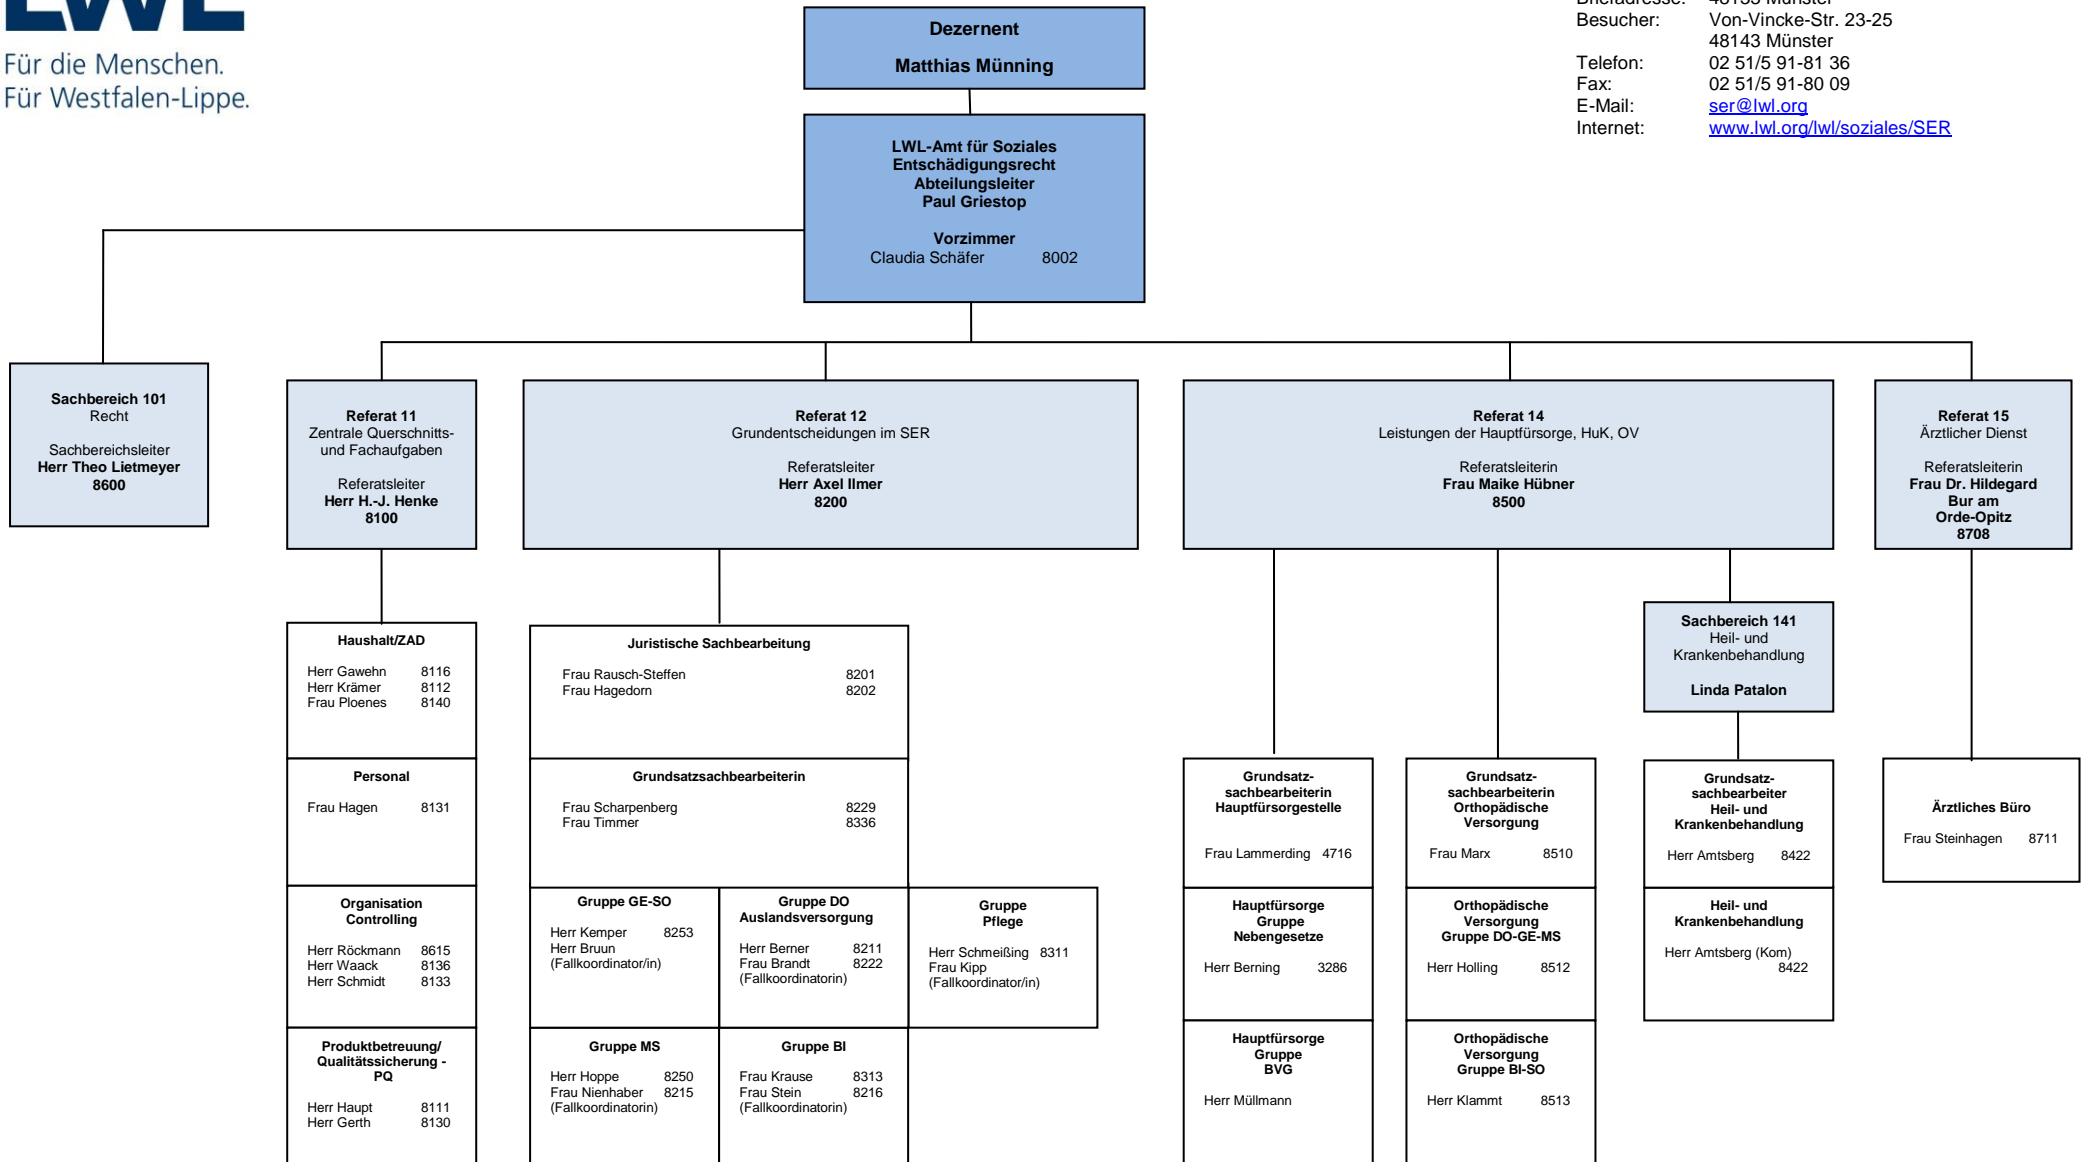 LWL
Für die Menschen.
Für Westfalen-Lippe.
Dezernent
Matthias Münning
Briefadresse: 48133 Münster
Besucher: Von-Vincke-Str. 23-25
48143 Münster
Telefon: 02 51/5 91-81 36
Fax: 02 51/5 91-80 09
E-Mail: ser@lwl.org
Internet: www.lwl.org/lwl/soziales/SER
LWL-Amt für Soziales
Entschädigungsrecht
Abteilungsleiter
Paul Griestop
Vorzimmer
Claudia Schäfer 8002
Sachbereich 101
Recht
Sachbereichsleiter
Herr Theo Lietmeyer
8600
Referat 11
Zentrale Querschnitts-
und Fachaufgaben
Referatsleiter
Herr H.-J. Henke
8100
Referat 12
Grundentscheidungen im SER
Referatsleiter
Herr Axel Ilmer
8200
Referat 14
Leistungen der Hauptfürsorge, HuK, OV
Referatsleiterin
Frau Maike Hübner
8500
Referat 15
Ärztlicher Dienst
Referatsleiterin
Frau Dr. Hildegard
Bur am
Orde-Opitz
8708
Haushalt/ZAD
Herr Gawehn 8116
Herr Krämer 8112
Frau Ploenes 8140
Personal
Frau Hagen 8131
Organisation
Controlling
Herr Röckmann 8615
Herr Waack 8136
Herr Schmidt 8133
Produktbetreuung/
Qualitätssicherung -
PQ
Herr Haupt 8111
Herr Gerth 8130
Juristische Sachbearbeitung
Frau Rausch-Steffen 8201
Frau Hagedorn 8202
Grundsatzsachbearbeiterin
Frau Scharpenberg 8229
Frau Timmer 8336
Gruppe GE-SO
Herr Kemper 8253
Herr Bruun
(Fallkoordinator/in)
Gruppe DO
Auslandsversorgung
Herr Berner 8211
Frau Brandt 8222
(Fallkoordinatorin)
Gruppe
Pflege
Herr Schmeißing 8311
Frau Kipp
(Fallkoordinator/in)
Gruppe MS
Herr Hoppe 8250
Frau Nienhaber 8215
(Fallkoordinatorin)
Gruppe BI
Frau Krause 8313
Frau Stein 8216
(Fallkoordinatorin)
Grundsatz-
sachbearbeiterin
Hauptfürsorgestelle
Frau Lammerding 4716
Hauptfürsorge
Gruppe
Nebengesetze
Herr Berning 3286
Hauptfürsorge
Gruppe
BVG
Herr Müllmann
Grundsatz-
sachbearbeiterin
Orthopädische
Versorgung
Frau Marx 8510
Orthopädische
Versorgung
Gruppe DO-GE-MS
Herr Holling 8512
Orthopädische
Versorgung
Gruppe BI-SO
Herr Klammt 8513
Sachbereich 141
Heil- und
Krankenbehandlung
Linda Patalon
Grundsatz-
sachbearbeiter
Heil- und
Krankenbehandlung
Herr Amtsberg 8422
Heil- und
Krankenbehandlung
Herr Amtsberg (Kom)
8422
Ärztliches Büro
Frau Steinhagen 8711